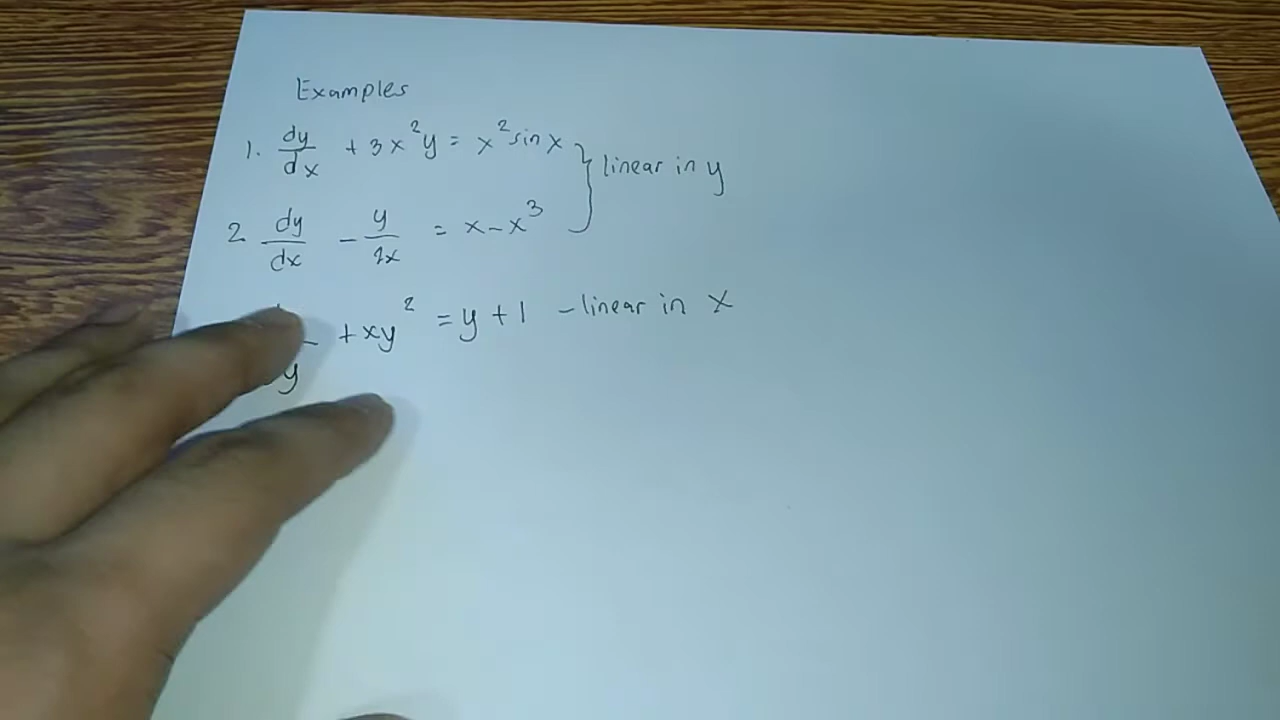 Examples
1. dy/dx + 3x²y = x² sin x } linear in y
2. dy/dx - y/2x = x - x³
y + xy² = y + 1 - linear in x